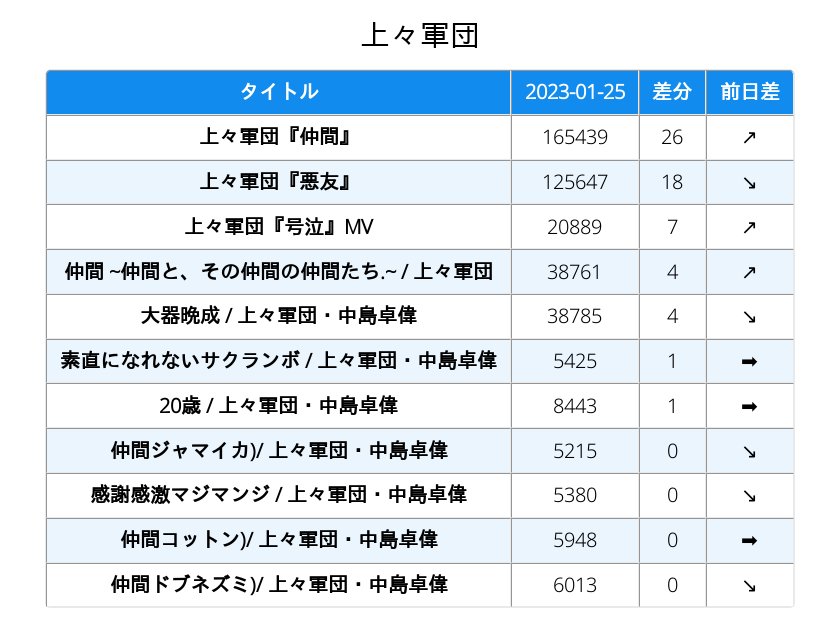 上々軍団
タイトル 2023-01-25 差分 前日差
上々軍団『仲間』 165439 26 ↗
上々軍団『悪友』 125647 18 ↘
上々軍団『号泣』MV 20889 7 ↗
仲間 ~仲間と、その仲間の仲間たち.~ / 上々軍団 38761 4 ↗
大器晩成 / 上々軍団・中島卓偉 38785 4 ↘
素直になれないサクランボ / 上々軍団・中島卓偉 5425 1 ➡
20歳 / 上々軍団・中島卓偉 8443 1 ➡
仲間ジャマイカ)/ 上々軍団・中島卓偉 5215 0 ↘
感謝感激マジマンジ / 上々軍団・中島卓偉 5380 0 ↘
仲間コットン)/ 上々軍団・中島卓偉 5948 0 ➡
仲間ドブネズミ)/ 上々軍団・中島卓偉 6013 0 ↘